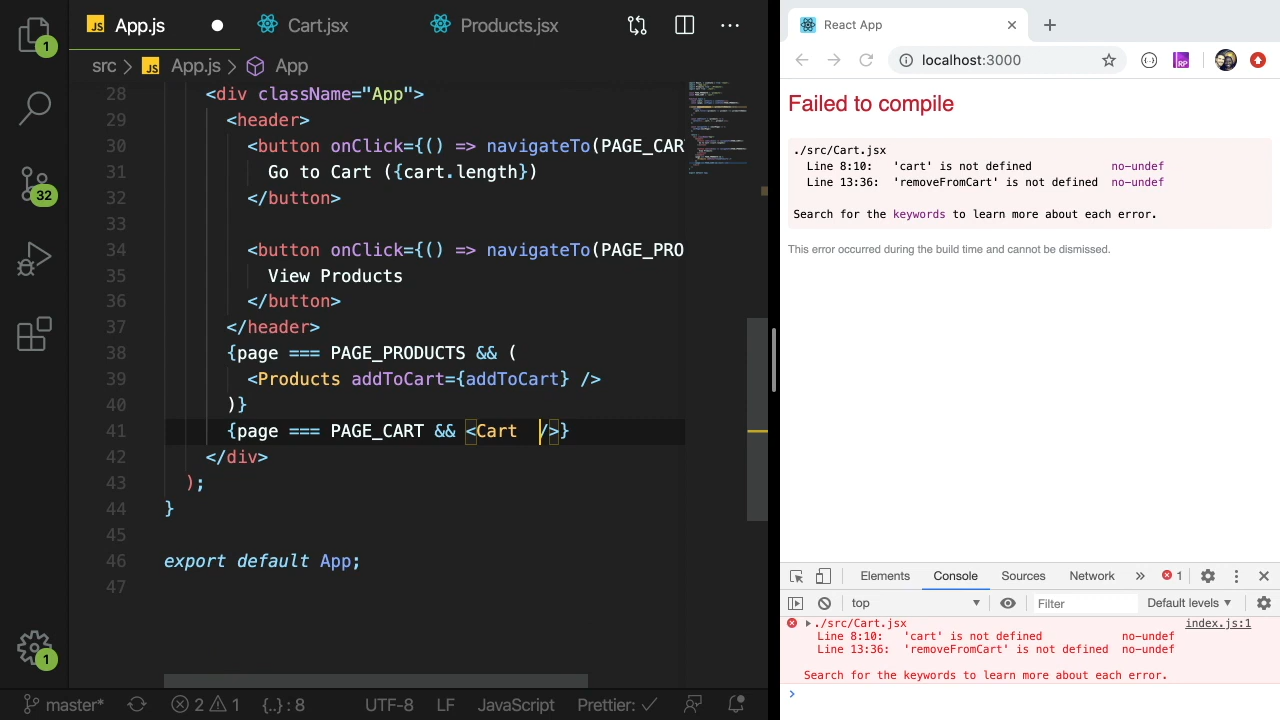 1
32
1
JS App.js
Cart.jsx
Products.jsx
src > JS App.js > App
28 <div className="App">
29 <header>
30 <button onClick={() => navigateTo(PAGE_CAR
31 Go to Cart ({cart.length})
32 </button>
33
34 <button onClick={() => navigateTo(PAGE_PRO
35 View Products
36 </button>
37 </header>
38 {page === PAGE_PRODUCTS && (
39 <Products addToCart={addToCart} />
40 )}
41 {page === PAGE_CART && <Cart  />}
42 </div>
43 );
44 }
45
46 export default App;
47
master*
2 1
{..} : 8
UTF-8
LF
JavaScript
Prettier: ✓
React App
localhost:3000
RP
Failed to compile
./src/Cart.jsx
Line 8:10: 'cart' is not defined no-undef
Line 13:36: 'removeFromCart' is not defined no-undef
Search for the keywords to learn more about each error.
This error occurred during the build time and cannot be dismissed.
Elements Console Sources Network » 1
top Filter Default levels ▼
./src/Cart.jsx index.js:1
Line 8:10: 'cart' is not defined no-undef
Line 13:36: 'removeFromCart' is not defined no-undef
Search for the keywords to learn more about each error.